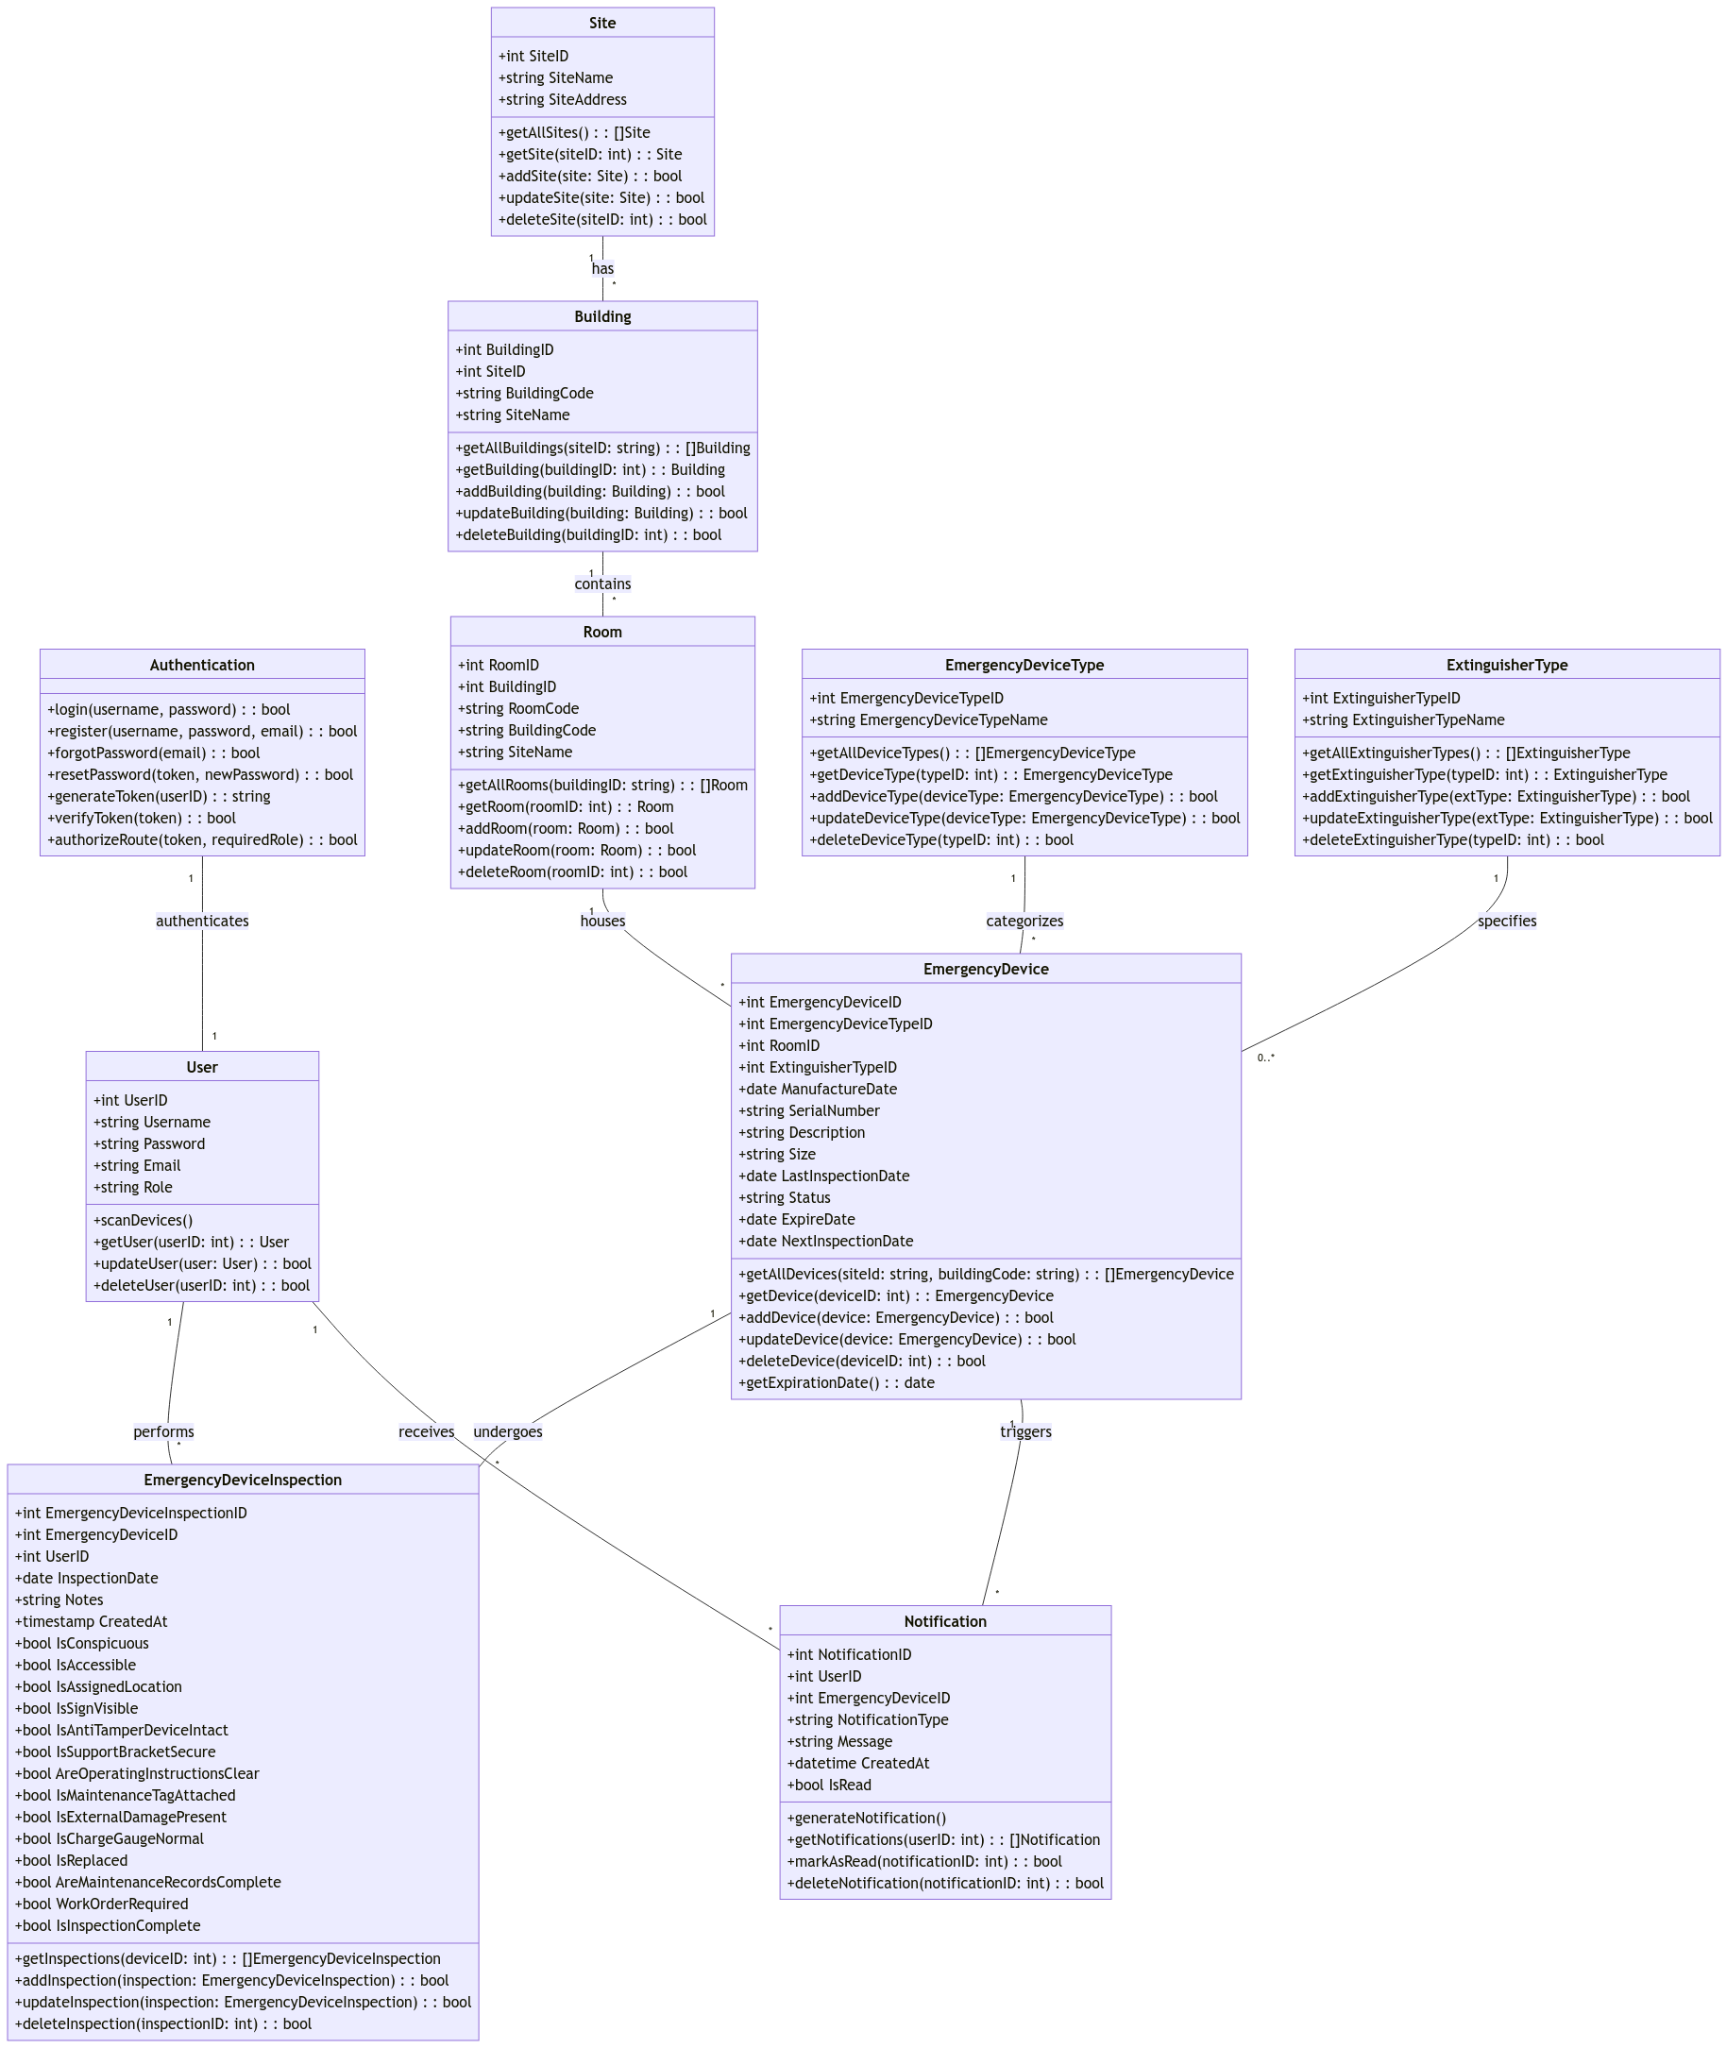 Site
+int SiteID
+string SiteName
+string SiteAddress
+getAllSites() : : []Site
+getSite(siteID: int) : : Site
+addSite(site: Site) : : bool
+updateSite(site: Site) : : bool
+deleteSite(siteID: int) : : bool
1
has
*
Building
+int BuildingID
+int SiteID
+string BuildingCode
+string SiteName
+getAllBuildings(siteID: string) : : []Building
+getBuilding(buildingID: int) : : Building
+addBuilding(building: Building) : : bool
+updateBuilding(building: Building) : : bool
+deleteBuilding(buildingID: int) : : bool
1
contains
*
Authentication
+login(username, password) : : bool
+register(username, password, email) : : bool
+forgotPassword(email) : : bool
+resetPassword(token, newPassword) : : bool
+generateToken(userID) : : string
+verifyToken(token) : : bool
+authorizeRoute(token, requiredRole) : : bool
Room
+int RoomID
+int BuildingID
+string RoomCode
+string BuildingCode
+string SiteName
+getAllRooms(buildingID: string) : : []Room
+getRoom(roomID: int) : : Room
+addRoom(room: Room) : : bool
+updateRoom(room: Room) : : bool
+deleteRoom(roomID: int) : : bool
EmergencyDeviceType
+int EmergencyDeviceTypeID
+string EmergencyDeviceTypeName
+getAllDeviceTypes() : : []EmergencyDeviceType
+getDeviceType(typeID: int) : : EmergencyDeviceType
+addDeviceType(deviceType: EmergencyDeviceType) : : bool
+updateDeviceType(deviceType: EmergencyDeviceType) : : bool
+deleteDeviceType(typeID: int) : : bool
ExtinguisherType
+int ExtinguisherTypeID
+string ExtinguisherTypeName
+getAllExtinguisherTypes() : : []ExtinguisherType
+getExtinguisherType(typeID: int) : : ExtinguisherType
+addExtinguisherType(extType: ExtinguisherType) : : bool
+updateExtinguisherType(extType: ExtinguisherType) : : bool
+deleteExtinguisherType(typeID: int) : : bool
1
authenticates
1
1
houses
*
1
categorizes
*
1
specifies
0..*
User
+int UserID
+string Username
+string Password
+string Email
+string Role
+scanDevices()
+getUser(userID: int) : : User
+updateUser(user: User) : : bool
+deleteUser(userID: int) : : bool
EmergencyDevice
+int EmergencyDeviceID
+int EmergencyDeviceTypeID
+int RoomID
+int ExtinguisherTypeID
+date ManufactureDate
+string SerialNumber
+string Description
+string Size
+date LastInspectionDate
+string Status
+date ExpireDate
+date NextInspectionDate
+getAllDevices(siteId: string, buildingCode: string) : : []EmergencyDevice
+getDevice(deviceID: int) : : EmergencyDevice
+addDevice(device: EmergencyDevice) : : bool
+updateDevice(device: EmergencyDevice) : : bool
+deleteDevice(deviceID: int) : : bool
+getExpirationDate() : : date
1
performs
*
1
receives
*
1
undergoes
*
1
triggers
*
EmergencyDeviceInspection
+int EmergencyDeviceInspectionID
+int EmergencyDeviceID
+int UserID
+date InspectionDate
+string Notes
+timestamp CreatedAt
+bool IsConspicuous
+bool IsAccessible
+bool IsAssignedLocation
+bool IsSignVisible
+bool IsAntiTamperDeviceIntact
+bool IsSupportBracketSecure
+bool AreOperatingInstructionsClear
+bool IsMaintenanceTagAttached
+bool IsExternalDamagePresent
+bool IsChargeGaugeNormal
+bool IsReplaced
+bool AreMaintenanceRecordsComplete
+bool WorkOrderRequired
+bool IsInspectionComplete
+getInspections(deviceID: int) : : []EmergencyDeviceInspection
+addInspection(inspection: EmergencyDeviceInspection) : : bool
+updateInspection(inspection: EmergencyDeviceInspection) : : bool
+deleteInspection(inspectionID: int) : : bool
Notification
+int NotificationID
+int UserID
+int EmergencyDeviceID
+string NotificationType
+string Message
+datetime CreatedAt
+bool IsRead
+generateNotification()
+getNotifications(userID: int) : : []Notification
+markAsRead(notificationID: int) : : bool
+deleteNotification(notificationID: int) : : bool